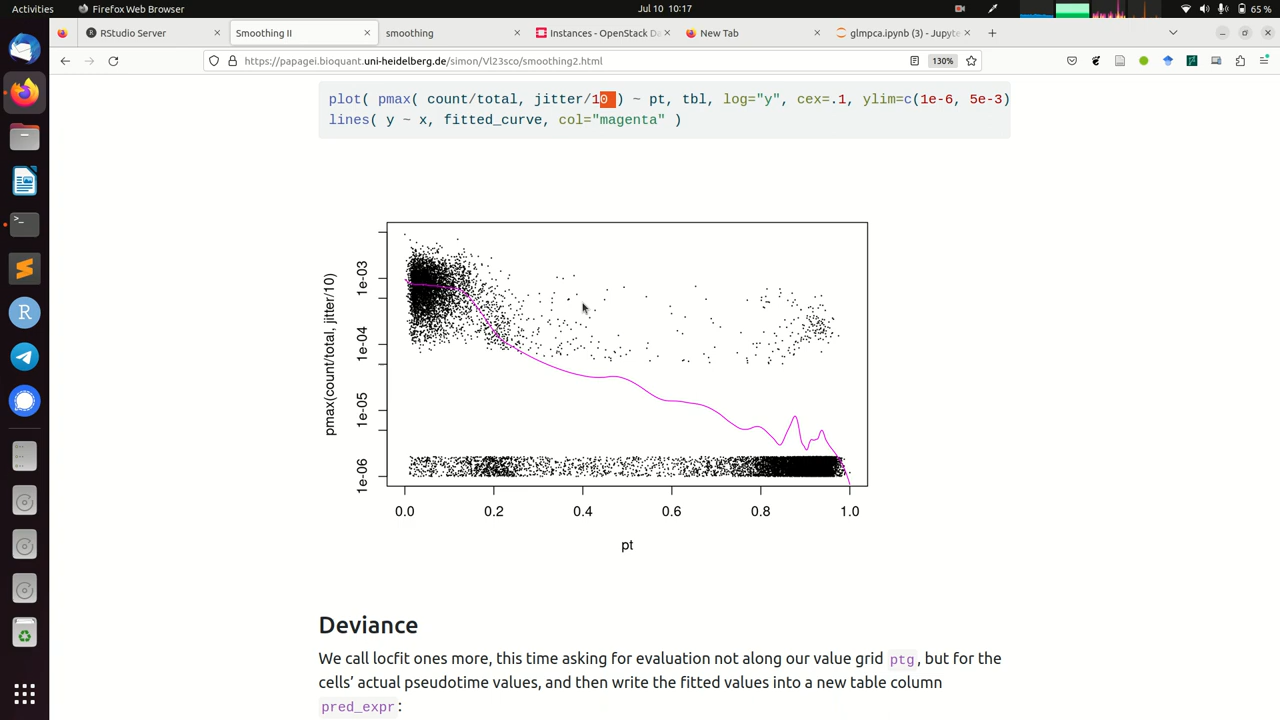 Activities
Firefox Web Browser
Jul 10 10:17
65 %
RStudio Server
Smoothing II
smoothing
Instances - OpenStack Da
New Tab
glmpca.ipynb (3) - Jupyte
https://papagei.bioquant.uni-heidelberg.de/simon/Vl23sco/smoothing2.html
130%
plot( pmax( count/total, jitter/10 ) ~ pt, tbl, log="y", cex=.1, ylim=c(1e-6, 5e-3)
lines( y ~ x, fitted_curve, col="magenta" )
pmax(count/total, jitter/10)
1e-03
1e-04
1e-05
1e-06
0.0 0.2 0.4 0.6 0.8 1.0
pt
Deviance
We call locfit ones more, this time asking for evaluation not along our value grid ptg, but for the
cells’ actual pseudotime values, and then write the fitted values into a new table column
pred_expr: